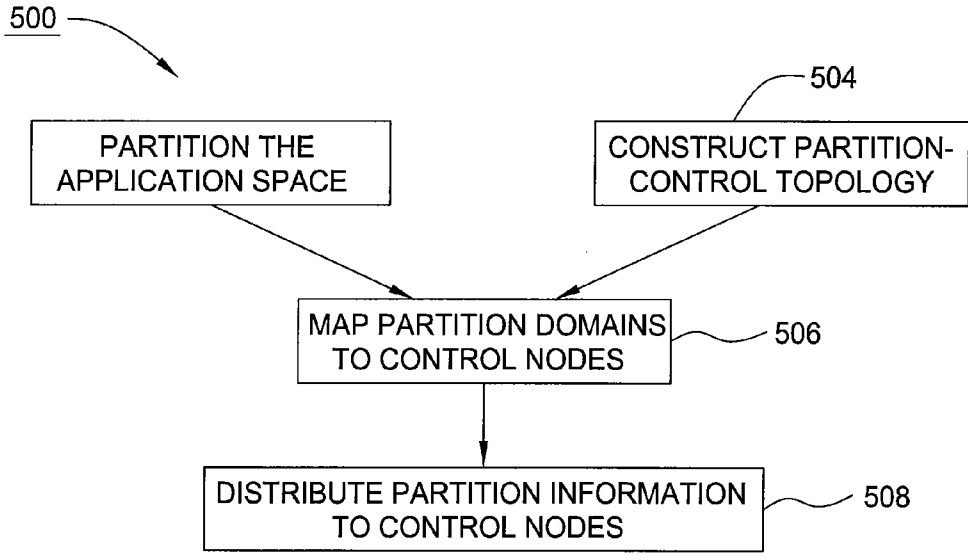 500
504
PARTITION THE
APPLICATION SPACE
CONSTRUCT PARTITION-
CONTROL TOPOLOGY
MAP PARTITION DOMAINS
TO CONTROL NODES
506
DISTRIBUTE PARTITION INFORMATION
TO CONTROL NODES
508